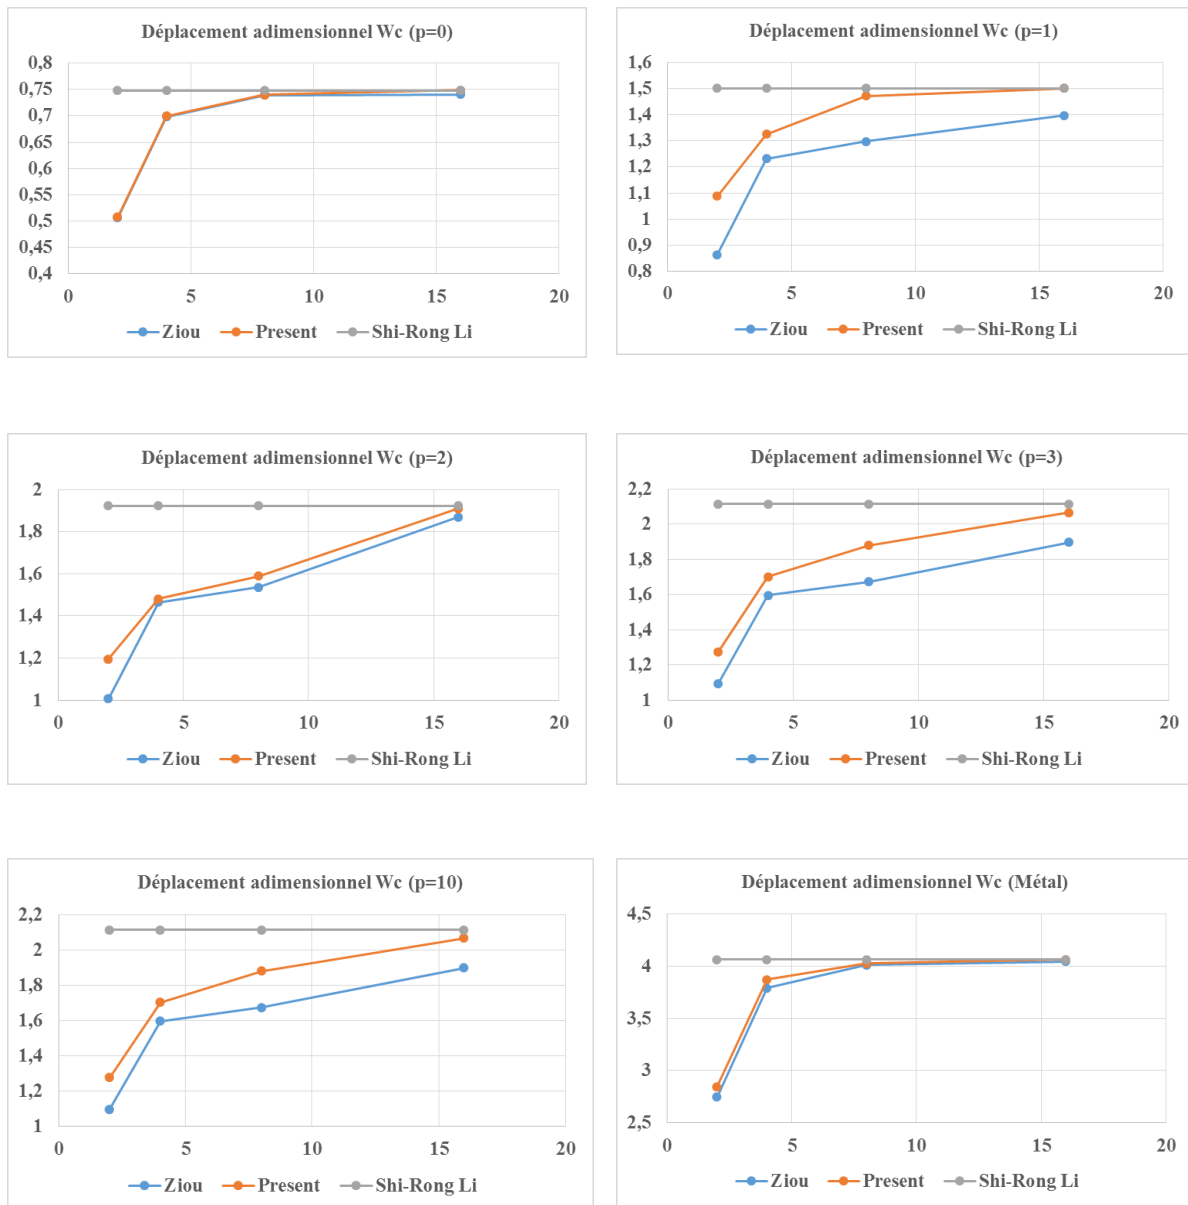 Déplacement adimensionnel Wc (p=0)
0,8
0,75
0,7
0,65
0,6
0,55
0,5
0,45
0,4
0 5 10 15 20
Ziou Present Shi-Rong Li
Déplacement adimensionnel Wc (p=1)
1,6
1,5
1,4
1,3
1,2
1,1
1
0,9
0,8
0 5 10 15 20
Ziou Present Shi-Rong Li
Déplacement adimensionnel Wc (p=2)
2
1,8
1,6
1,4
1,2
1
0 5 10 15 20
Ziou Present Shi-Rong Li
Déplacement adimensionnel Wc (p=3)
2,2
2
1,8
1,6
1,4
1,2
1
0 5 10 15 20
Ziou Present Shi-Rong Li
Déplacement adimensionnel Wc (p=10)
2,2
2
1,8
1,6
1,4
1,2
1
0 5 10 15 20
Ziou Present Shi-Rong Li
Déplacement adimensionnel Wc (Métal)
4,5
4
3,5
3
2,5
0 5 10 15 20
Ziou Present Shi-Rong Li